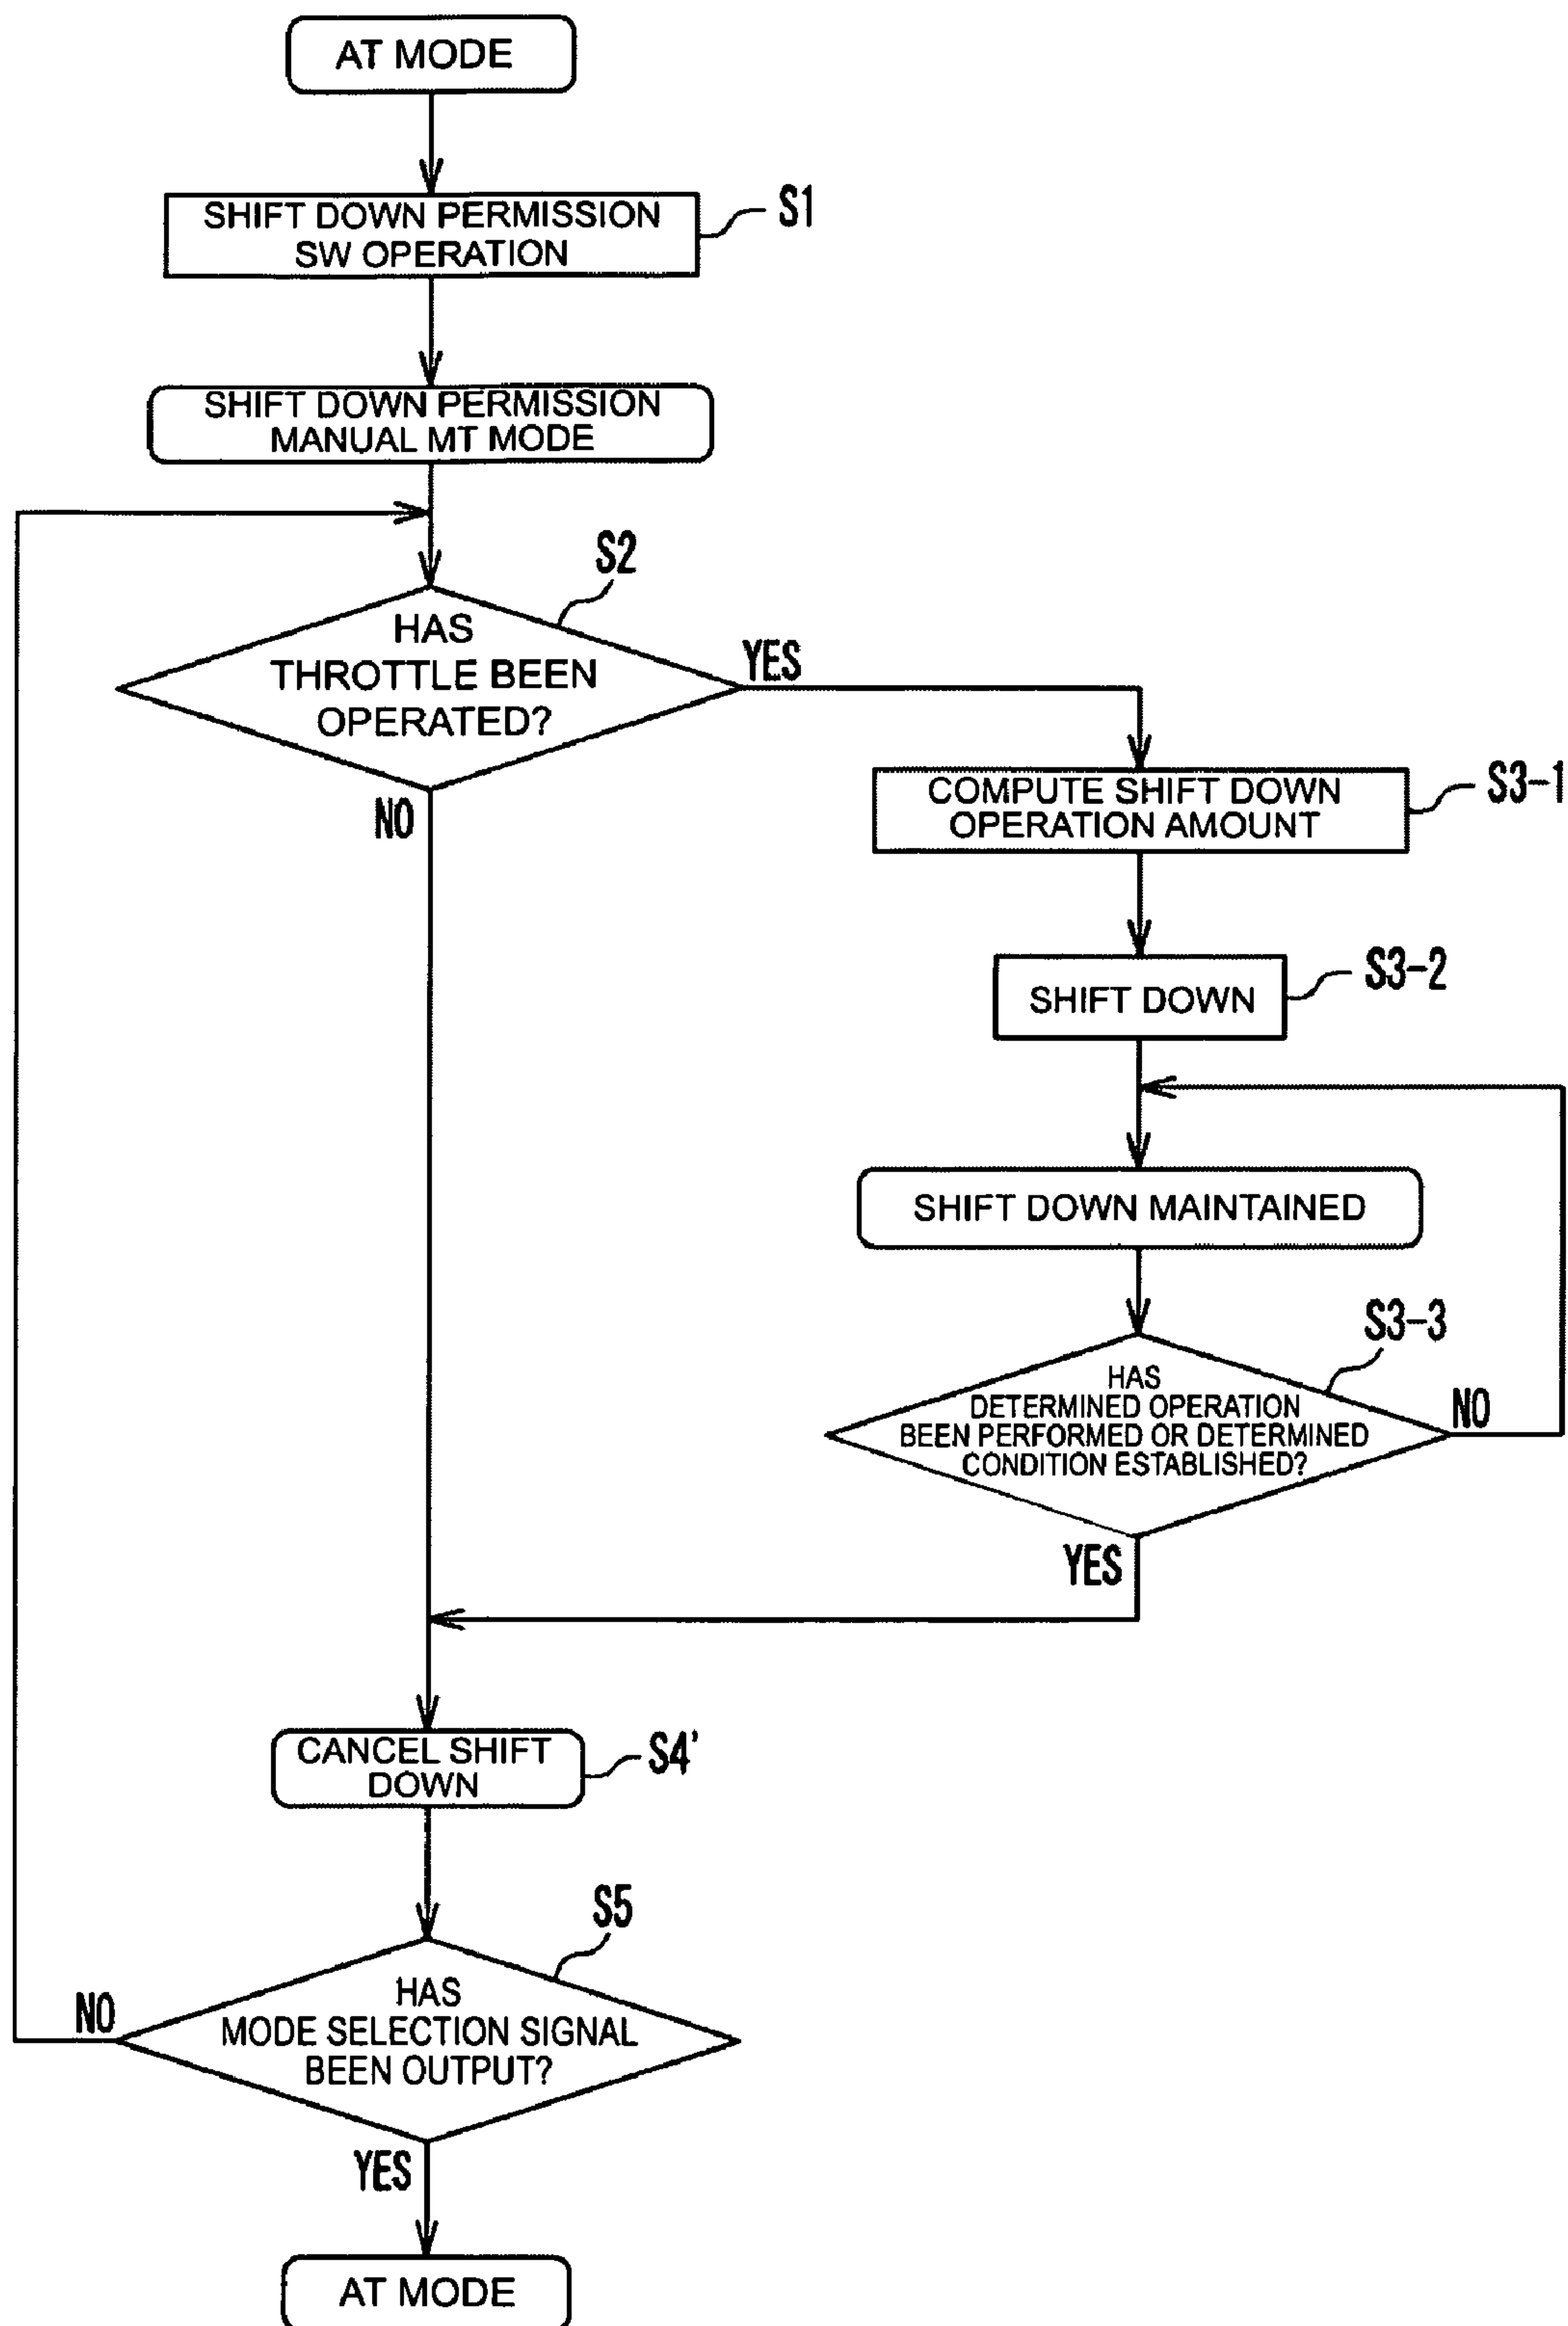 AT MODE
SHIFT DOWN PERMISSION
SW OPERATION
S1
SHIFT DOWN PERMISSION
MANUAL MT MODE
S2
HAS
THROTTLE BEEN
OPERATED?
YES
NO
COMPUTE SHIFT DOWN
OPERATION AMOUNT
S3-1
SHIFT DOWN
S3-2
SHIFT DOWN MAINTAINED
S3-3
HAS
DETERMINED OPERATION
BEEN PERFORMED OR DETERMINED
CONDITION ESTABLISHED?
NO
YES
CANCEL SHIFT
DOWN
S4'
S5
HAS
MODE SELECTION SIGNAL
BEEN OUTPUT?
NO
YES
AT MODE